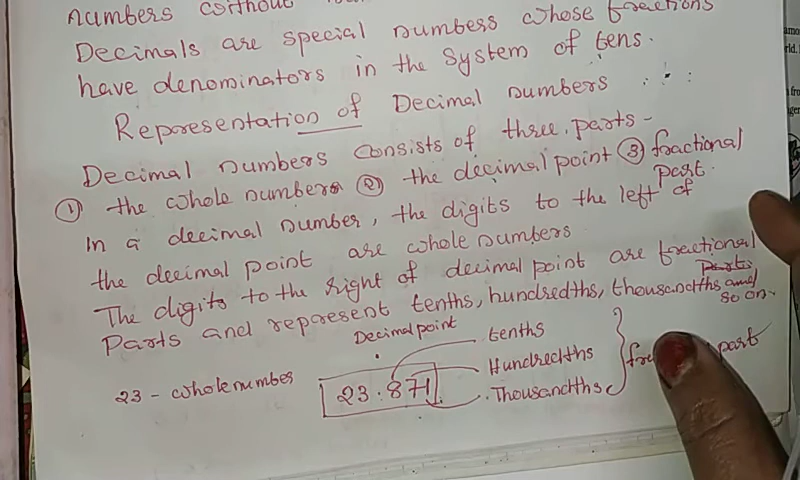 numbers without
Decimals are special numbers whose fractions
have denominators in the system of tens.
Representation of Decimal numbers :
Decimal numbers consists of three parts -
① the whole numbers ② the decimal point ③ fractional
part.
In a decimal number, the digits to the left of
the decimal point are whole numbers
The digits to the right of decimal point are fractional
Parts and represent tenths, hundredths, thousandths and
so on.
Decimal point
tenths
Hundredths
23 - whole number
23.871
Thousandths
part